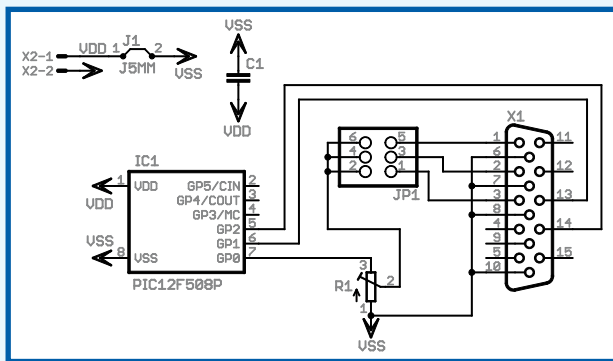 VSS
X2-1 VDD 1 J1 2
X2-2 J5MM VSS
C1
VDD
X1
IC1
1 VDD GP5/CIN 2
GP4/COUT 3
GP3/MC 4
GP2 5
GP1 6
8 VSS GP0 7
VDD
VSS
PIC12F508P
6 5
4 3
2 1
JP1
1 11
6
2 12
7
3 13
8
4 14
9
5 15
10
R1 3
2
1
VSS